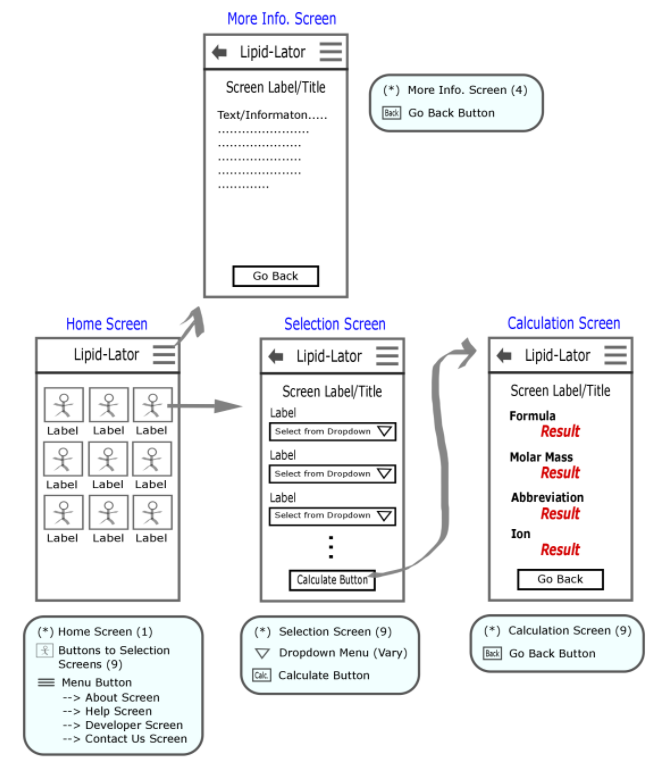 More Info. Screen
Lipid-Lator
Screen Label/Title
Text/Informaton.....
......................
....................
....................
....................
.............
Go Back
(*) More Info. Screen (4)
Back Go Back Button
Home Screen
Lipid-Lator
Label Label Label
Label Label Label
Label Label Label
(*) Home Screen (1)
Buttons to Selection
Screens (9)
Menu Button
--> About Screen
--> Help Screen
--> Developer Screen
--> Contact Us Screen
Selection Screen
Lipid-Lator
Screen Label/Title
Label
Select from Dropdown
Label
Select from Dropdown
Label
Select from Dropdown
Calculate Button
(*) Selection Screen (9)
Dropdown Menu (Vary)
Calc. Calculate Button
Calculation Screen
Lipid-Lator
Screen Label/Title
Formula
Result
Molar Mass
Result
Abbreviation
Result
Ion
Result
Go Back
(*) Calculation Screen (9)
Back Go Back Button